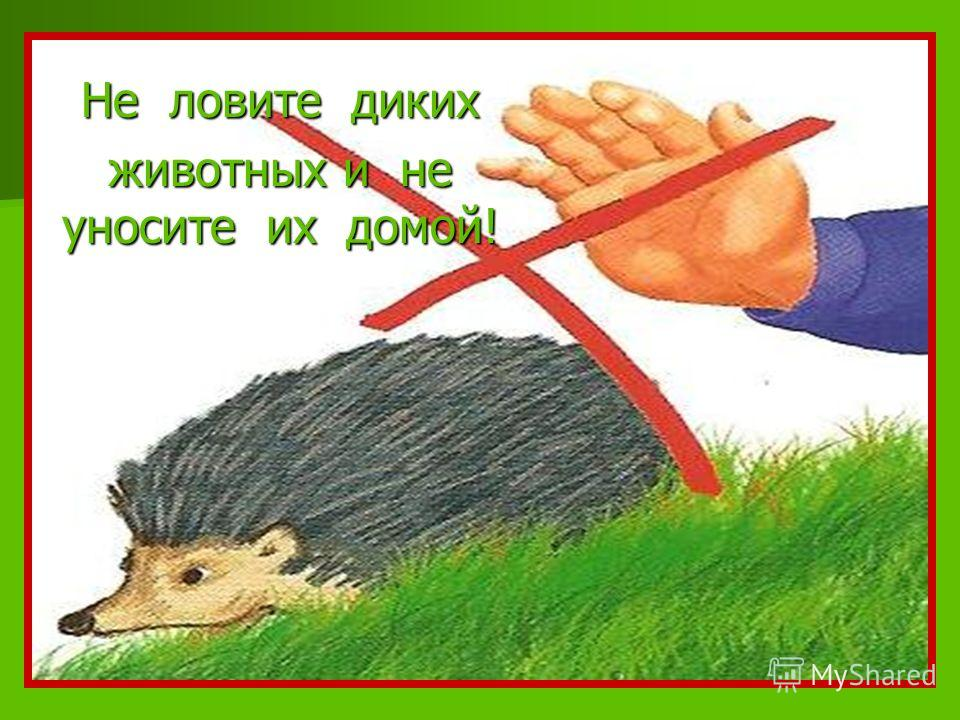 Не ловите диких
животных и не
уносите их домой!
MyShared